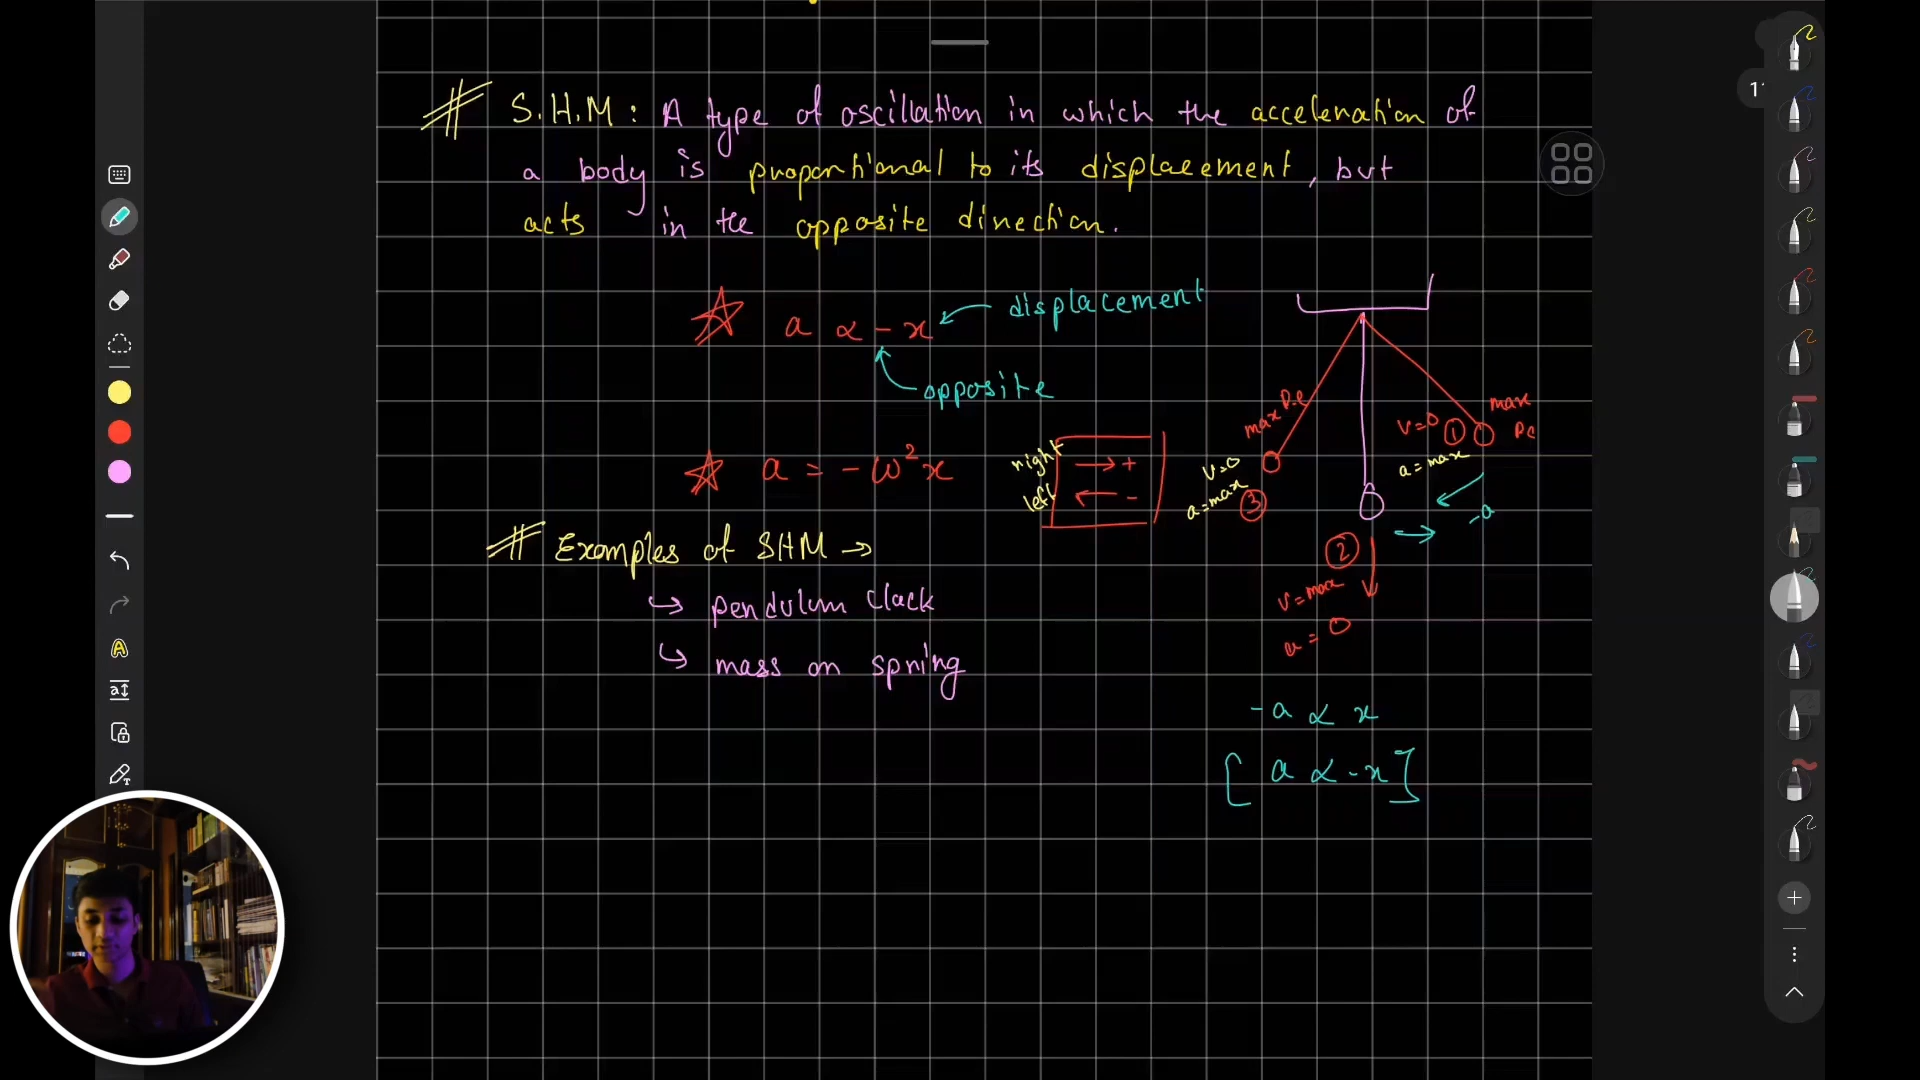 # S.H.M : A type of oscillation in which the acceleration of
a body is proportional to its displacement, but
acts in the opposite direction.
a ∝ - x
displacement
opposite
a = - ω²x
right → +
left ← -
# Examples of SHM →
↪ pendulum clock
↪ mass on spring
max P.e
v=0
a=max
③
v=0 ①
max
Pe
a=max
-a
②
v=max
a = 0
-a ∝ x
[ a ∝ -x ]
11
A
aI
T